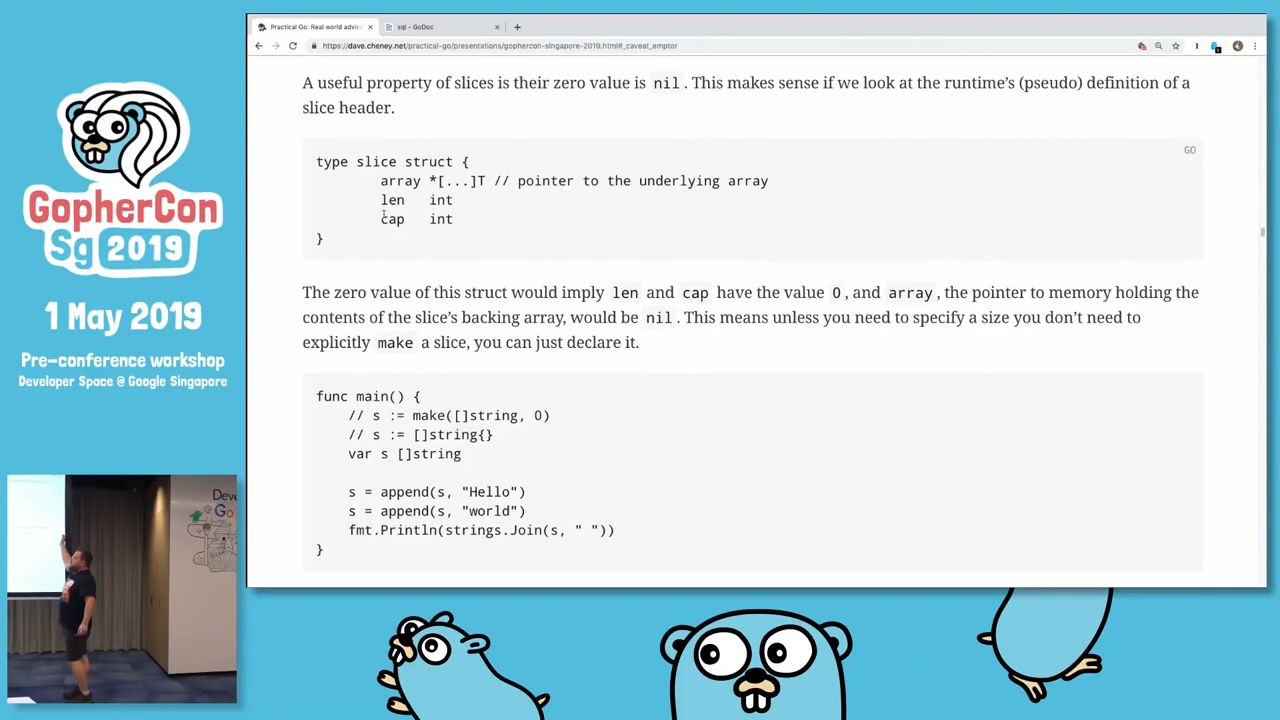 Practical Go: Real world advic
sql - GoDoc
https://dave.cheney.net/practical-go/presentations/gophercon-singapore-2019.html#_caveat_emptor
A useful property of slices is their zero value is nil. This makes sense if we look at the runtime's (pseudo) definition of a
slice header.
GO
type slice struct {
array *[...]T // pointer to the underlying array
len int
cap int
}
The zero value of this struct would imply len and cap have the value 0, and array, the pointer to memory holding the
contents of the slice's backing array, would be nil. This means unless you need to specify a size you don't need to
explicitly make a slice, you can just declare it.
func main() {
// s := make([]string, 0)
// s := []string{}
var s []string
s = append(s, "Hello")
s = append(s, "world")
fmt.Println(strings.Join(s, " "))
}
GopherCon
Sg 2019
1 May 2019
Pre-conference workshop
Developer Space @ Google Singapore
Deve
@ Go